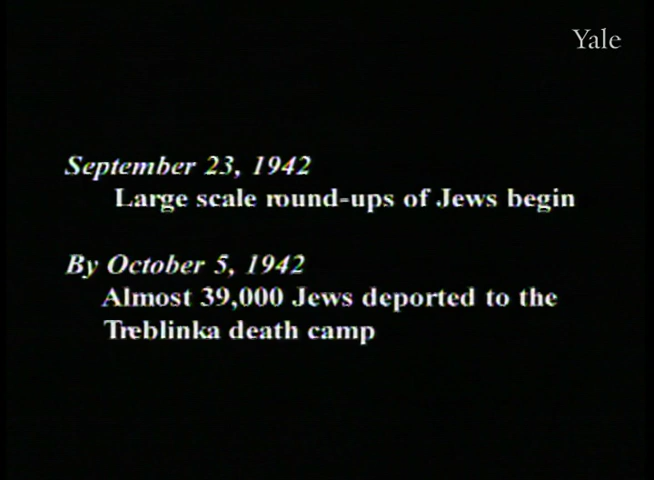 Yale
September 23, 1942
Large scale round-ups of Jews begin
By October 5, 1942
Almost 39,000 Jews deported to the
Treblinka death camp